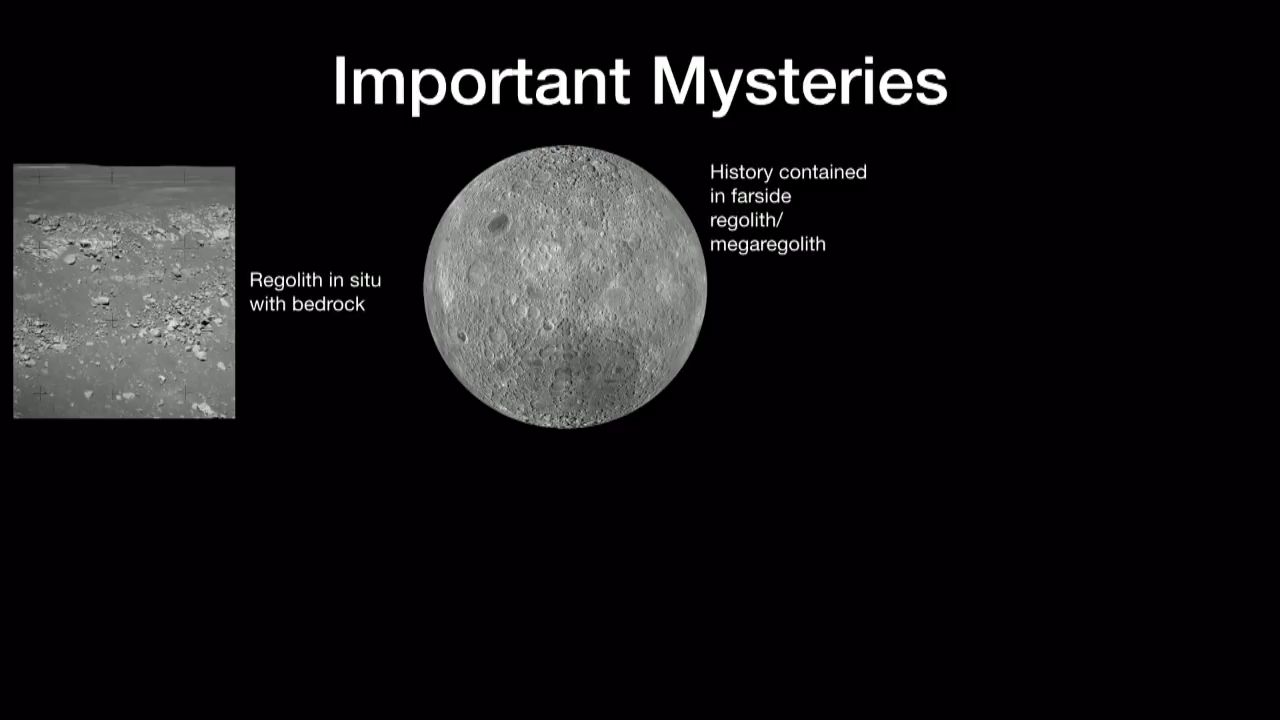 Important Mysteries
Regolith in situ
with bedrock
History contained
in farside
regolith/
megaregolith